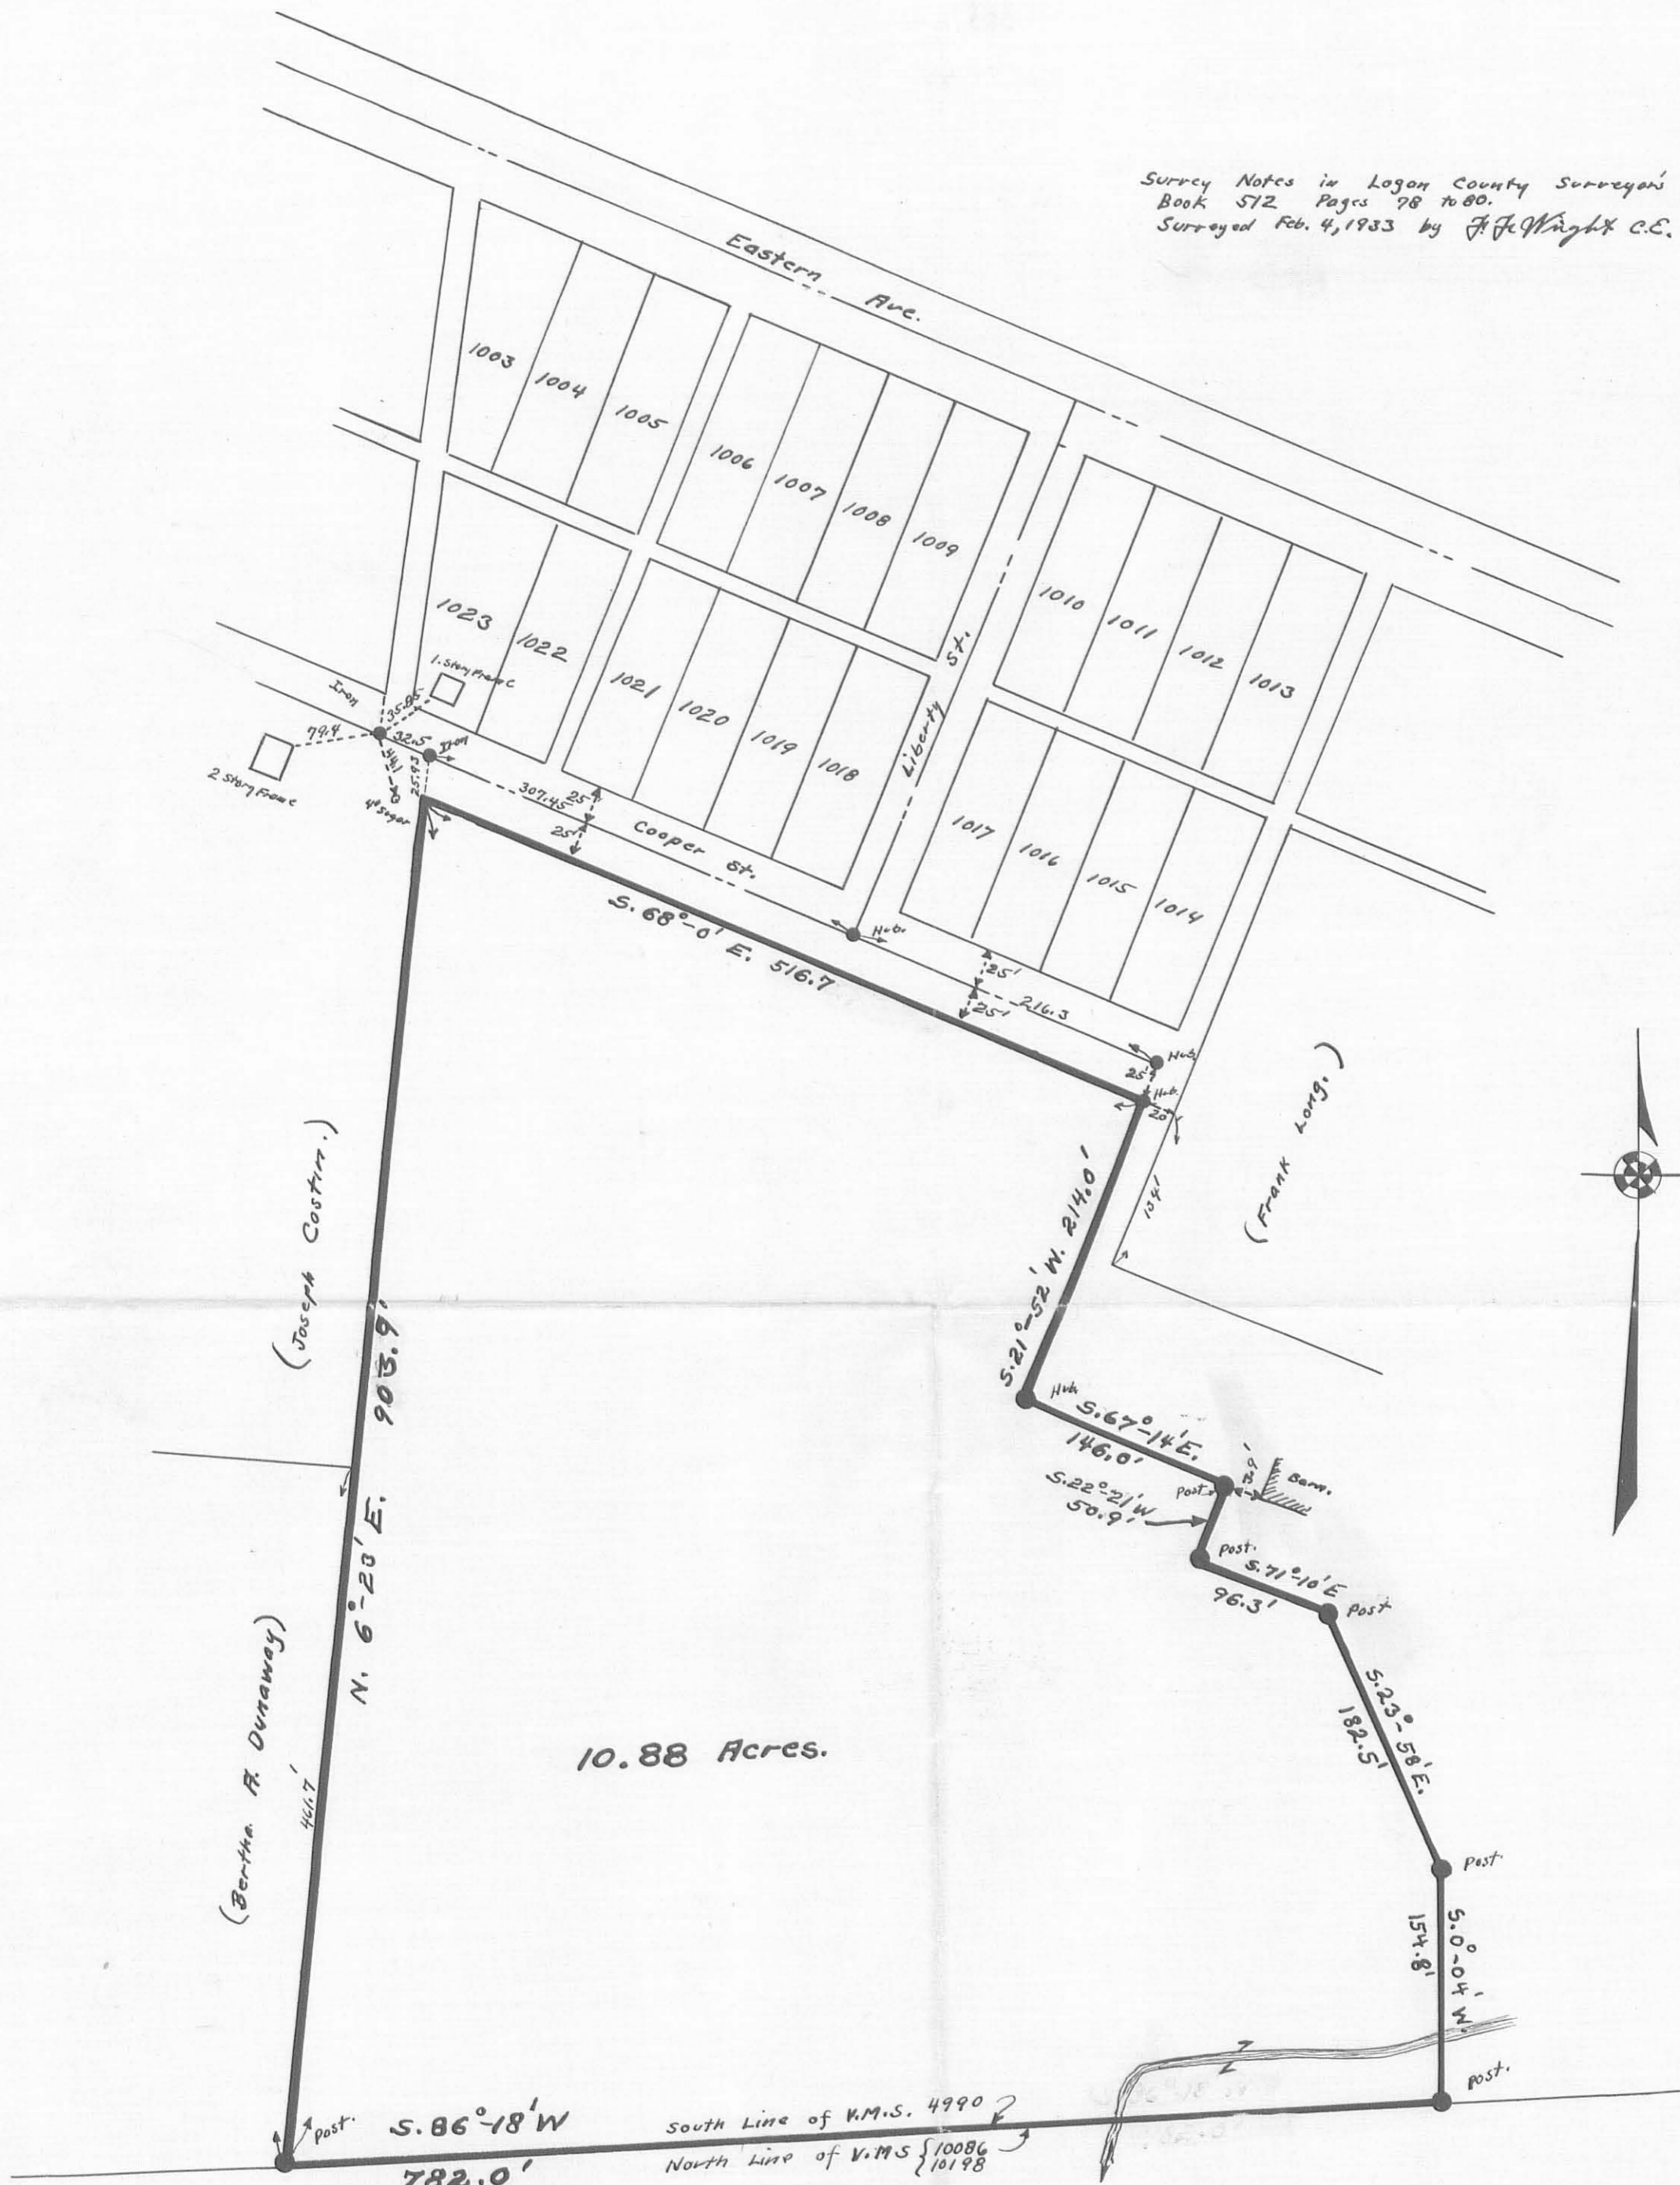 Survey Notes in Logan County Surveyor's
Book 512 Pages 78 to 80.
Surveyed Feb. 4, 1933 by Wright C.E.
Eastern Ave.
1003
1004
1005
1006
1007
1008
1009
1010
1011
1012
1013
1023
1022
1021
1020
1019
1018
1017
1016
1015
1014
Liberty St.
1. Story Frame
Iron
35.85
79.4
32.5
Iron
44.1
25.93
2 Story Frame
4" Sugar
307.45
25'
25'
Cooper St.
Hub.
S. 68°-0' E. 516.7
25'
216.3
25'
Hub.
25'
Hub.
20'
(Frank Long.)
134'
S. 21°-52' W. 214.0'
(Joseph Costin.)
Hub
S. 67°-14' E.
146.0'
Barn.
Post.
S. 22°-21' W
50.9'
Post.
S. 71°-10' E
96.3'
Post
N. 6°-23' E. 903.9'
S. 23°-58' E.
182.5'
(Bertha A. Dunaway)
461.7'
10.88 Acres.
Post.
S. 0°-04' W.
154.8'
Post.
Post.
S. 86°-18' W
782.0'
South Line of V.M.S. 4990
North Line of V.M.S { 10086
10198